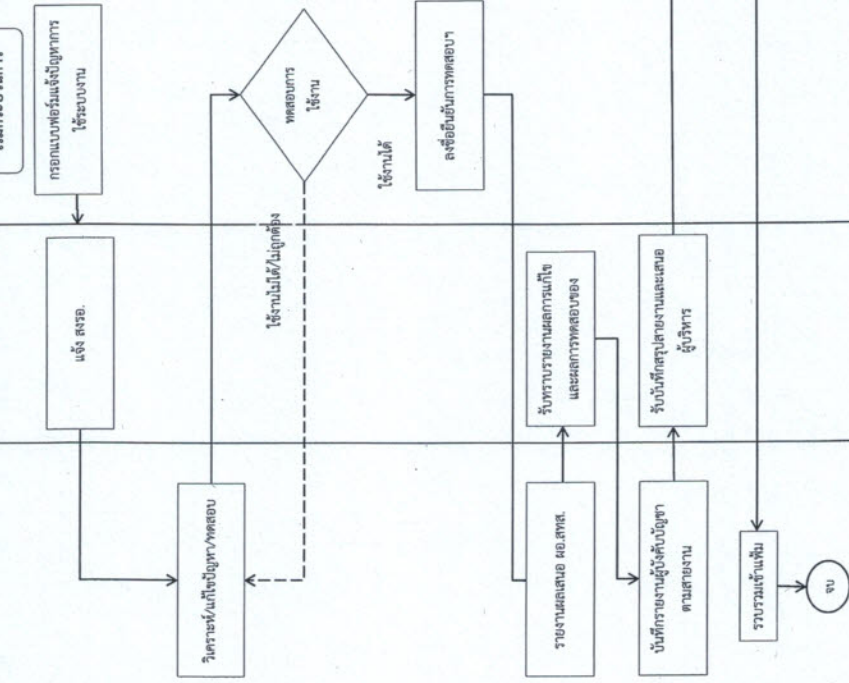 กรอกแบบฟอร์มแจ้งปัญหาการ
ใช้ระบบงาน
แจ้ง สงรอ.
วิเคราะห์/แก้ไขปัญหา/ทดสอบ
ทดสอบการ
ใช้งาน
ใช้งานไม่ได้/ไม่ถูกต้อง
ใช้งานได้
ลงชื่อยืนยันการทดสอบฯ
รายงานผลเสนอ ผอ.สทส.
รับทราบรายงานผลการแก้ไข
และผลการทดสอบของ
บันทึกรายงานผู้บังคับบัญชา
ตามสายงาน
รับบันทึกสรุปรายงานและเสนอ
ผู้บริหาร
รวบรวมเข้าแฟ้ม
จบ